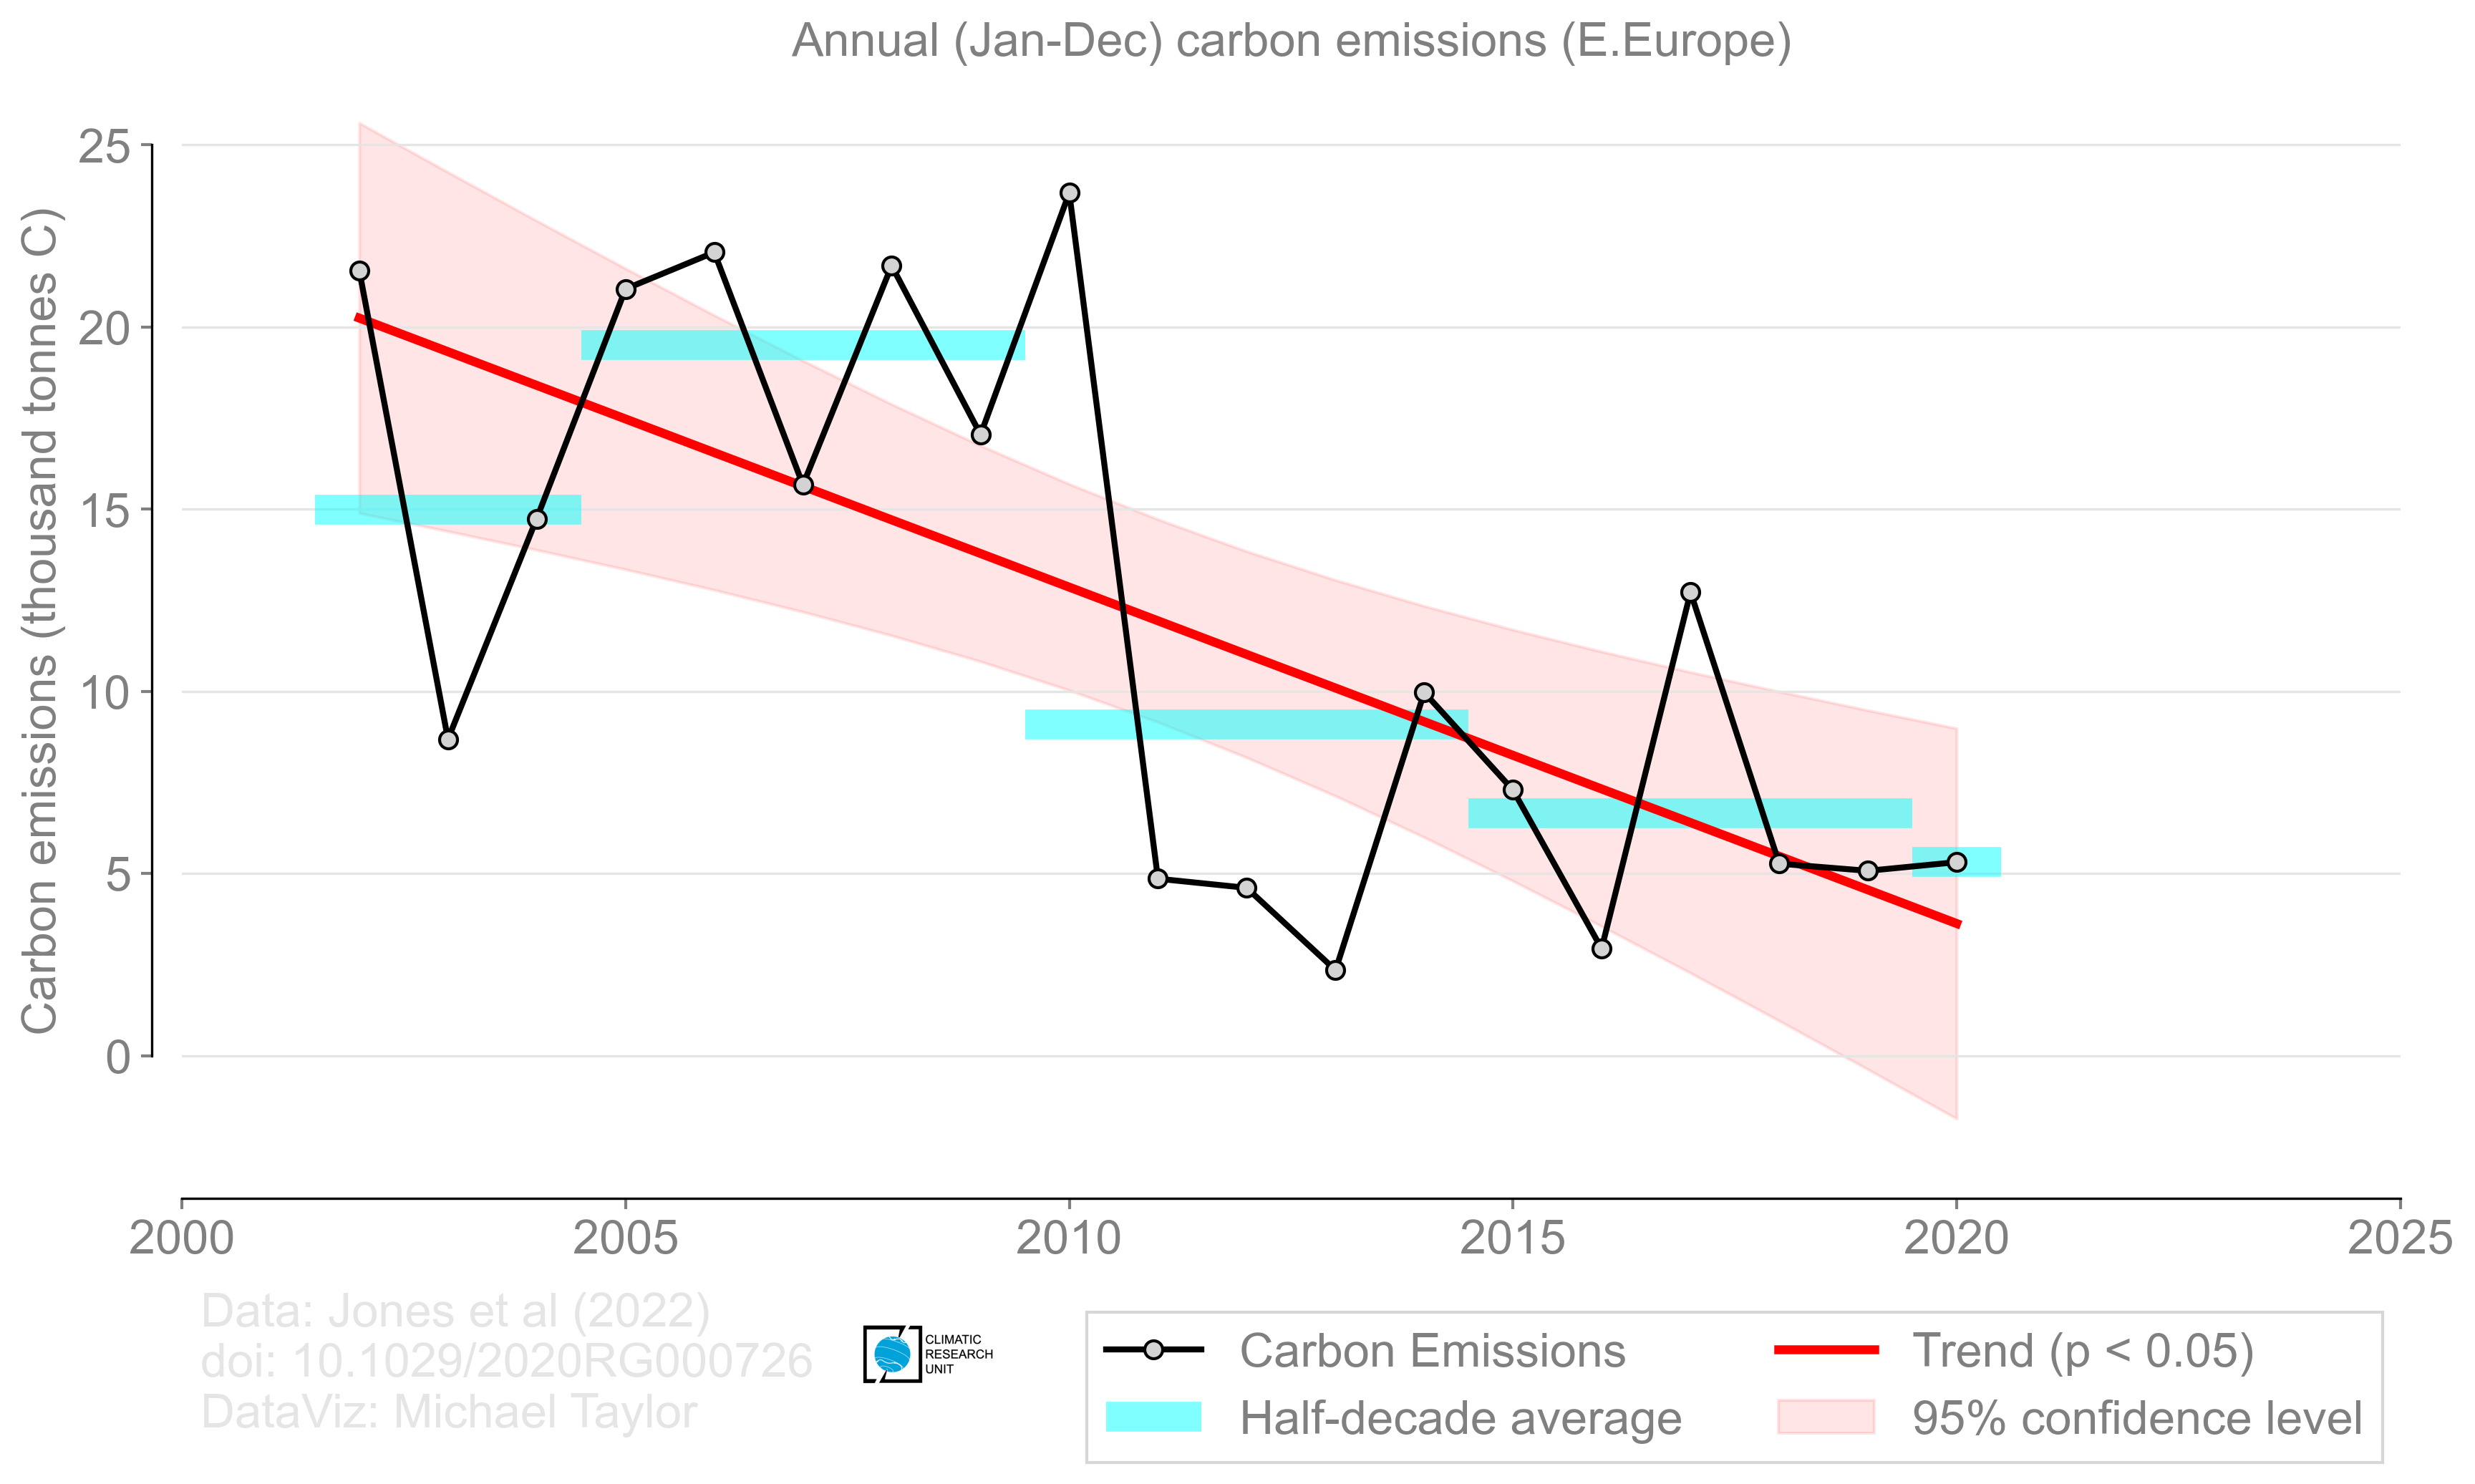 Annual (Jan-Dec) carbon emissions (E.Europe)
Carbon emissions (thousand tonnes C)
25
20
15
10
5
0
2000 2005 2010 2015 2020 2025
Data: Jones et al (2022)
doi: 10.1029/2020RG000726
DataViz: Michael Taylor
CLIMATIC
RESEARCH
UNIT
Carbon Emissions
Half-decade average
Trend (p < 0.05)
95% confidence level